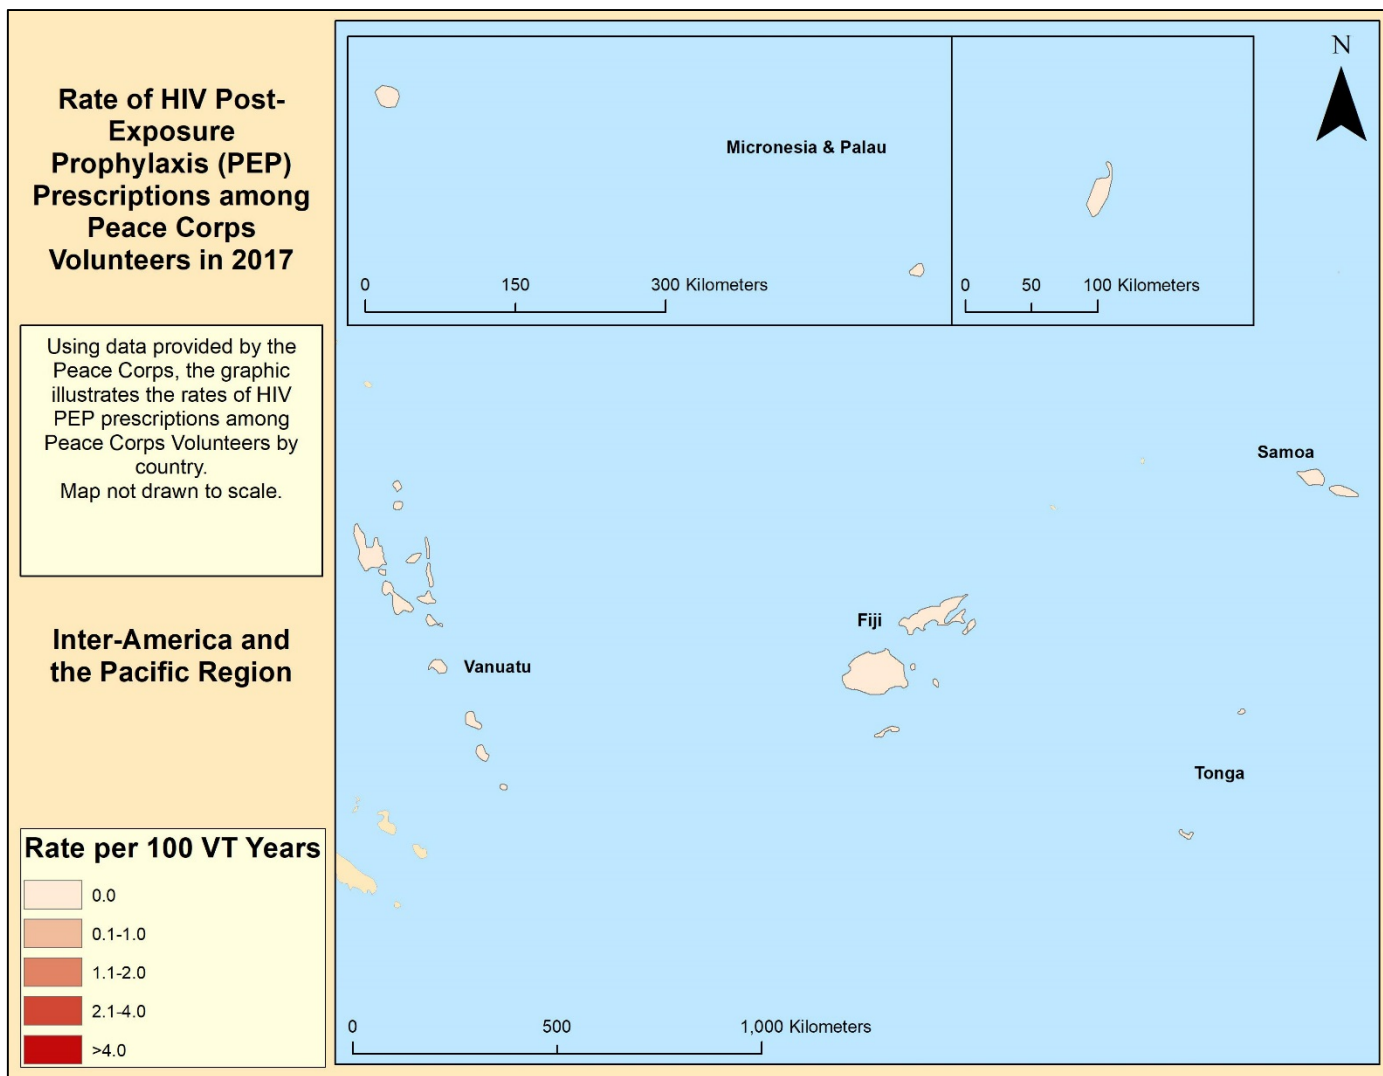 Rate of HIV Post-
Exposure
Prophylaxis (PEP)
Prescriptions among
Peace Corps
Volunteers in 2017
Using data provided by the
Peace Corps, the graphic
illustrates the rates of HIV
PEP prescriptions among
Peace Corps Volunteers by
country.
Map not drawn to scale.
Inter-America and
the Pacific Region
Rate per 100 VT Years
0.0
0.1-1.0
1.1-2.0
2.1-4.0
>4.0
N
Micronesia & Palau
0 150 300 Kilometers
0 50 100 Kilometers
Samoa
Fiji
Vanuatu
Tonga
0 500 1,000 Kilometers